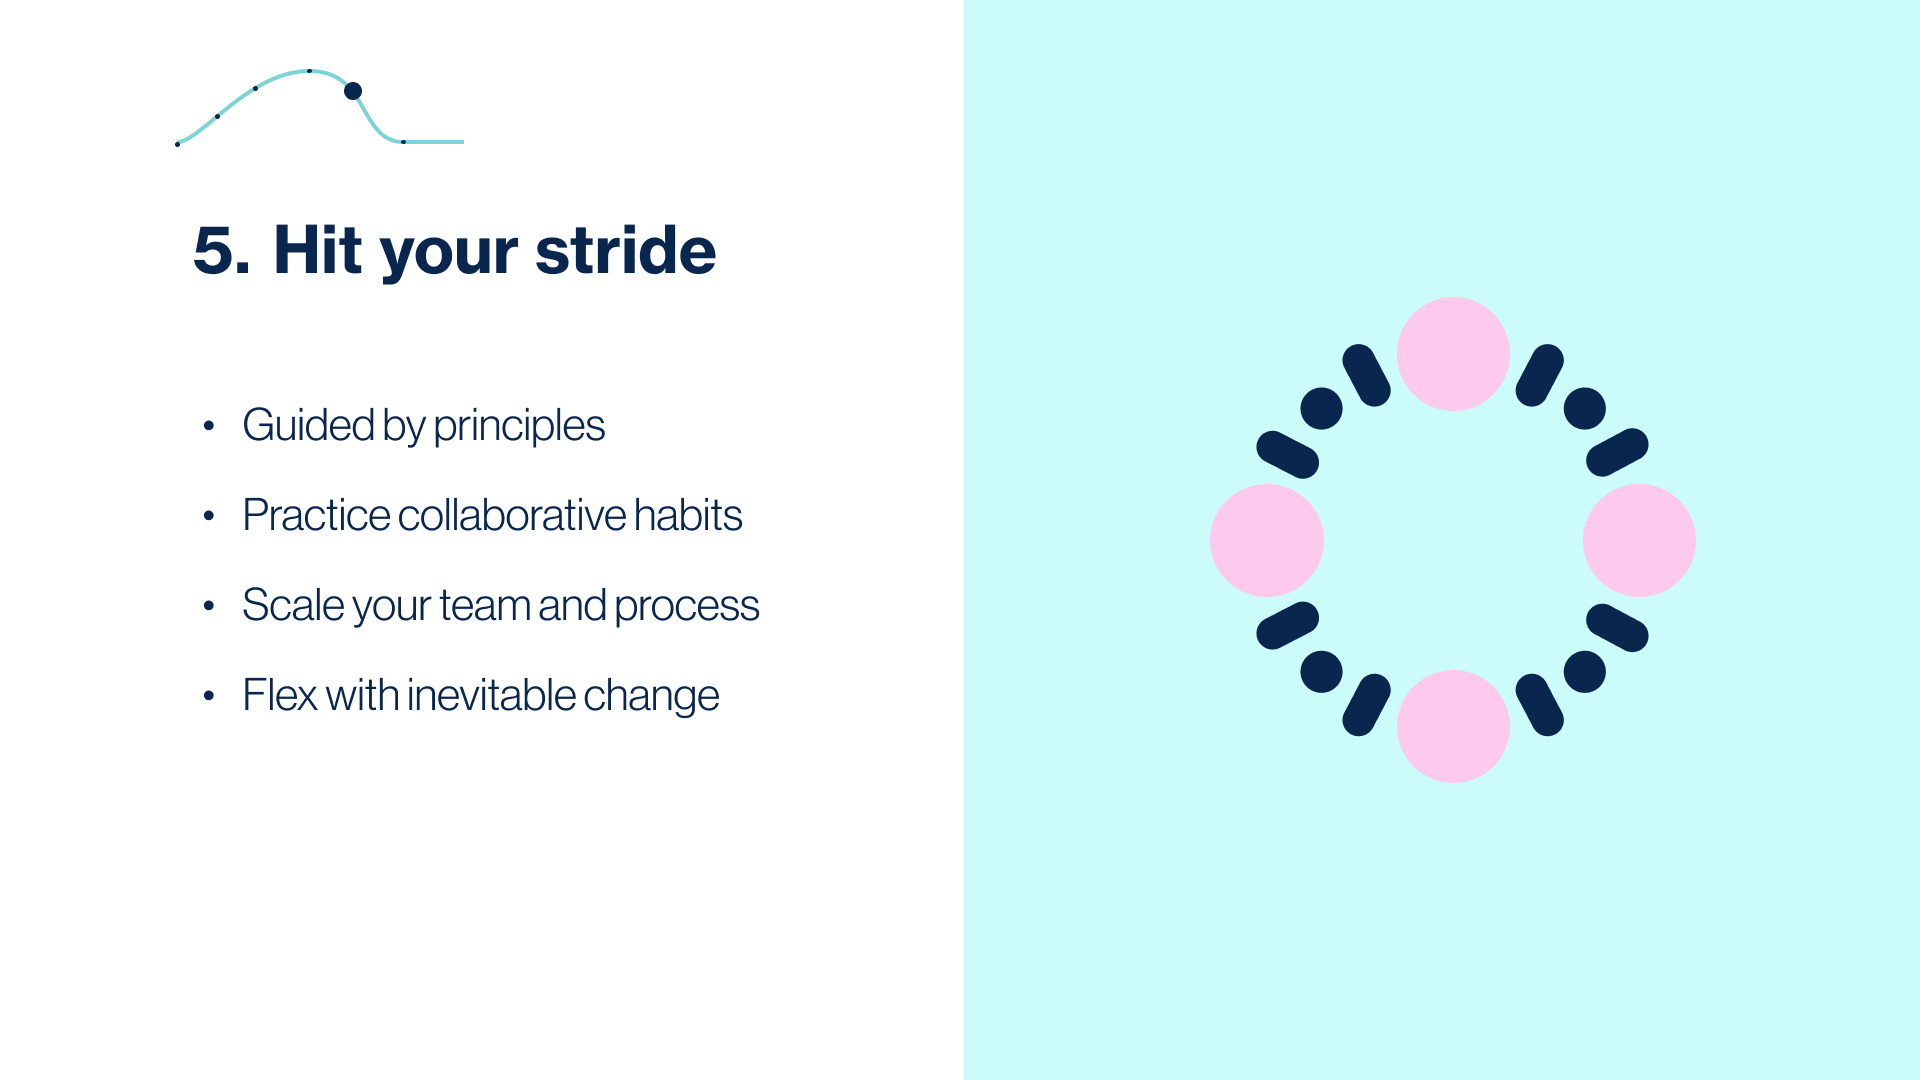 5. Hit your stride
• Guided by principles
• Practice collaborative habits
• Scale your team and process
• Flex with inevitable change